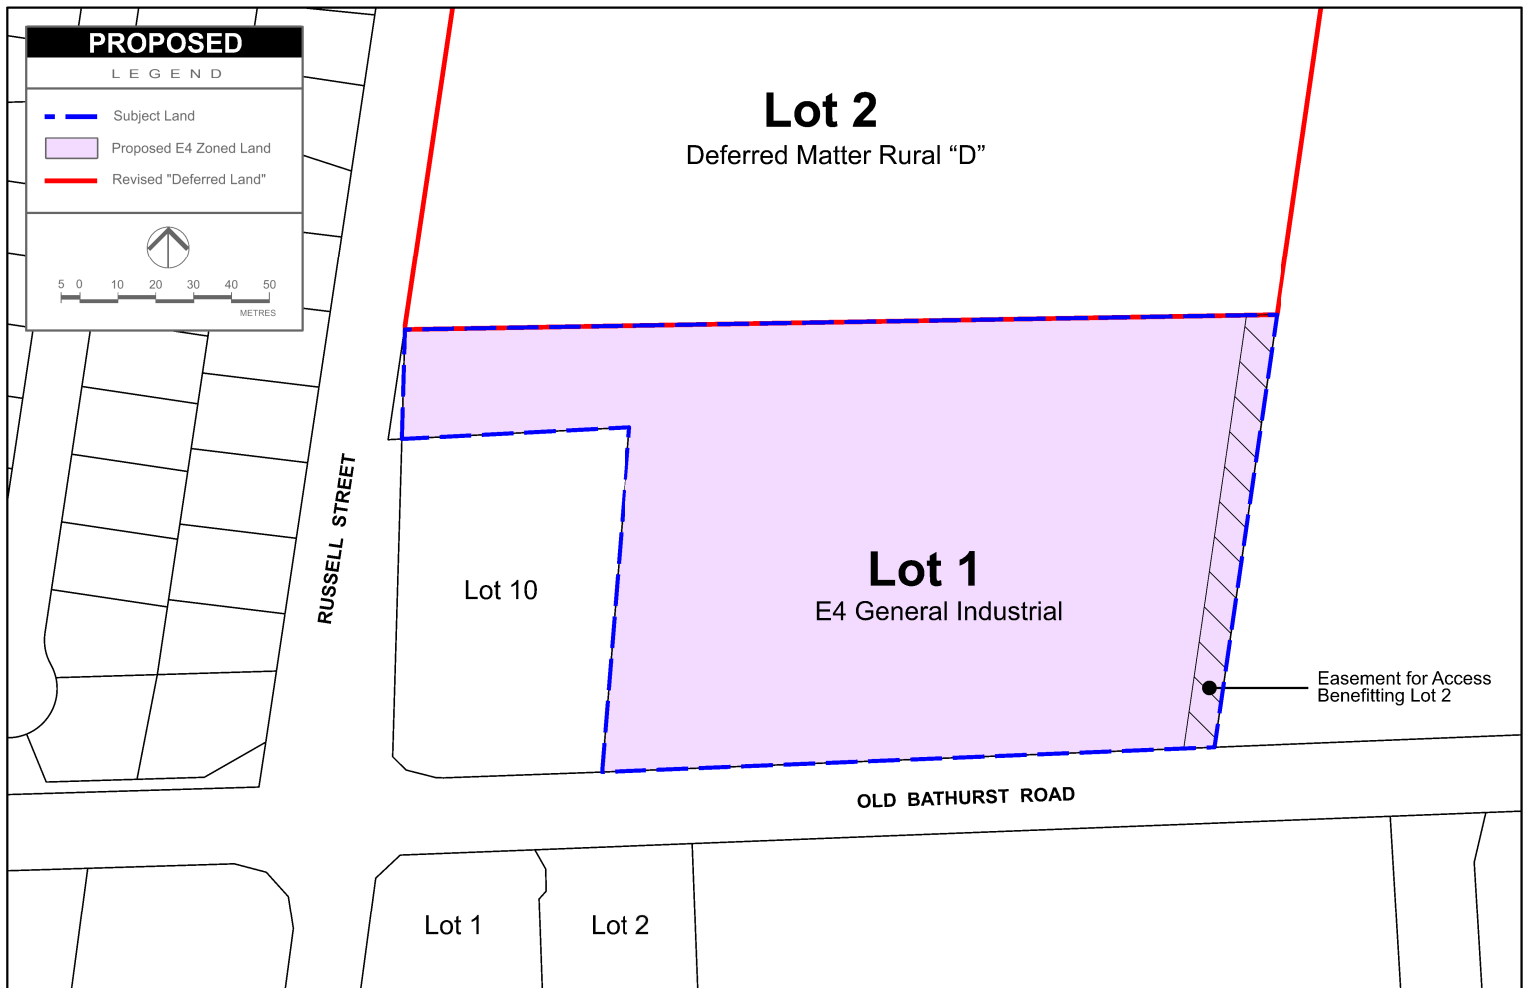 PROPOSED
LEGEND
Subject Land
Proposed E4 Zoned Land
Revised "Deferred Land"
5 0 10 20 30 40 50
METRES
Lot 2
Deferred Matter Rural “D”
RUSSELL STREET
Lot 10
Lot 1
E4 General Industrial
Easement for Access
Benefitting Lot 2
OLD BATHURST ROAD
Lot 1
Lot 2